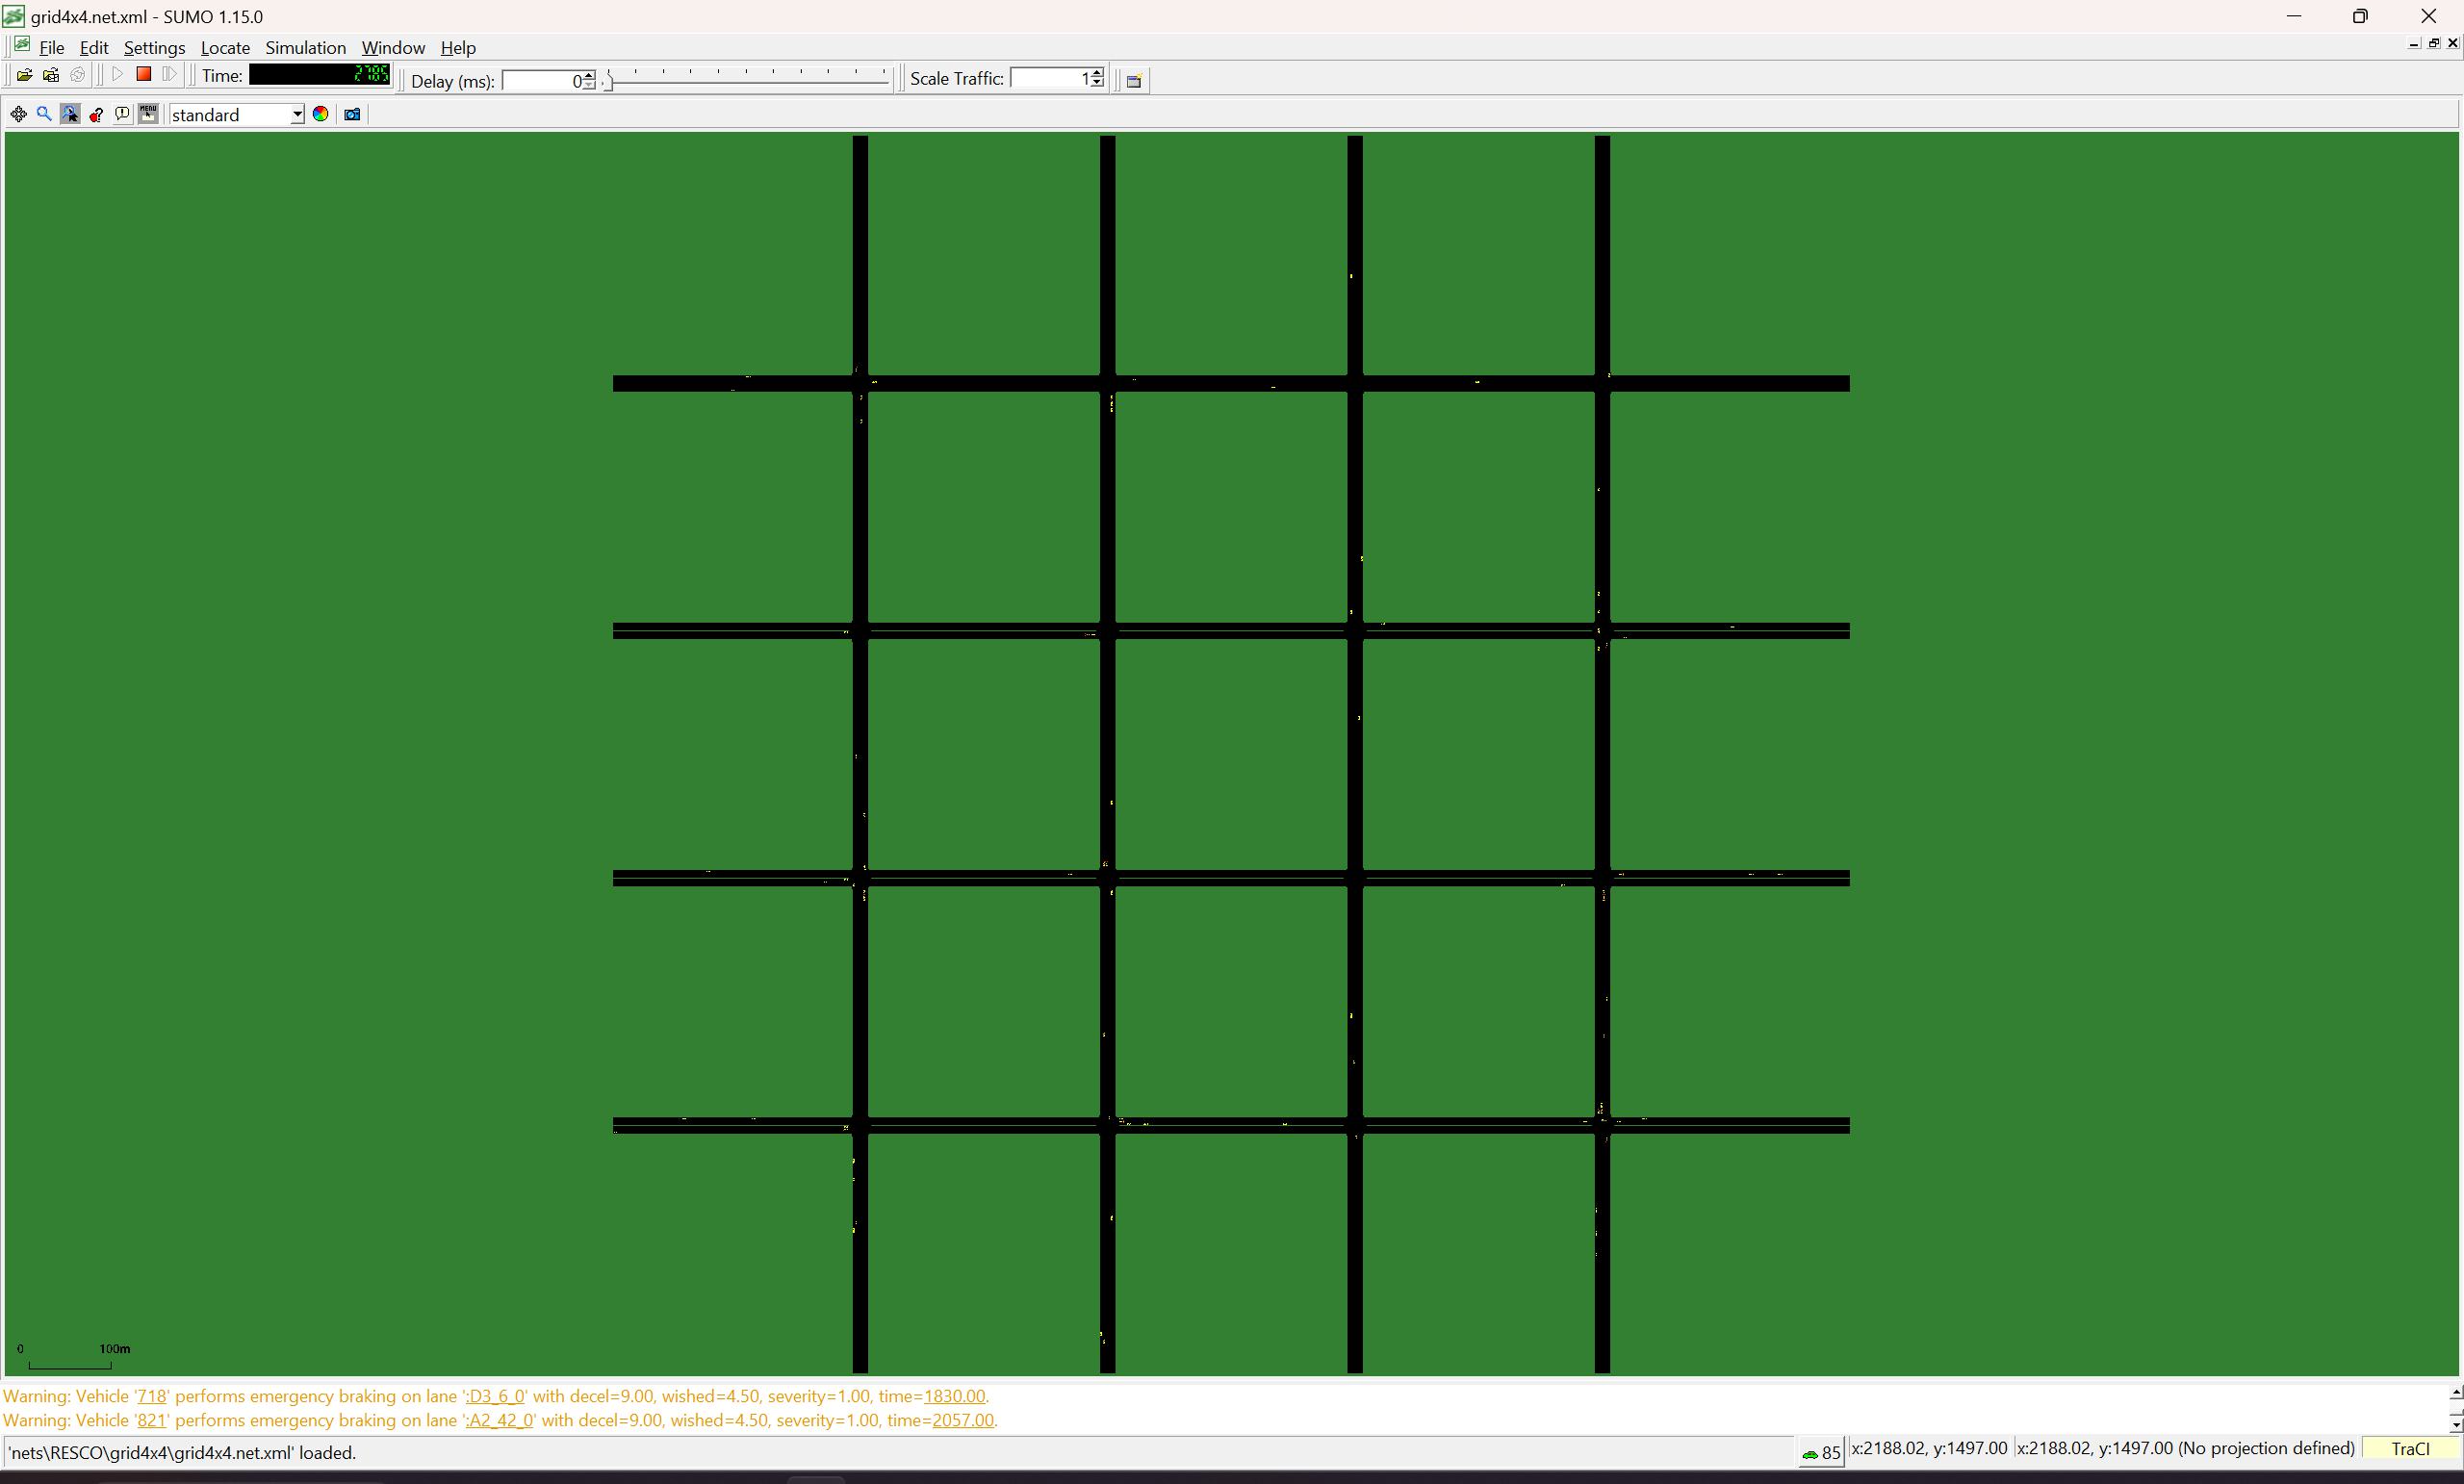 grid4x4.net.xml - SUMO 1.15.0
File Edit Settings Locate Simulation Window Help
Time: 2785 Delay (ms): 0 Scale Traffic: 1
MENU standard
0 100m
Warning: Vehicle '718' performs emergency braking on lane ':D3_6_0' with decel=9.00, wished=4.50, severity=1.00, time=1830.00.
Warning: Vehicle '821' performs emergency braking on lane ':A2_42_0' with decel=9.00, wished=4.50, severity=1.00, time=2057.00.
'nets\RESCO\grid4x4\grid4x4.net.xml' loaded. 85 x:2188.02, y:1497.00 x:2188.02, y:1497.00 (No projection defined) TraCI